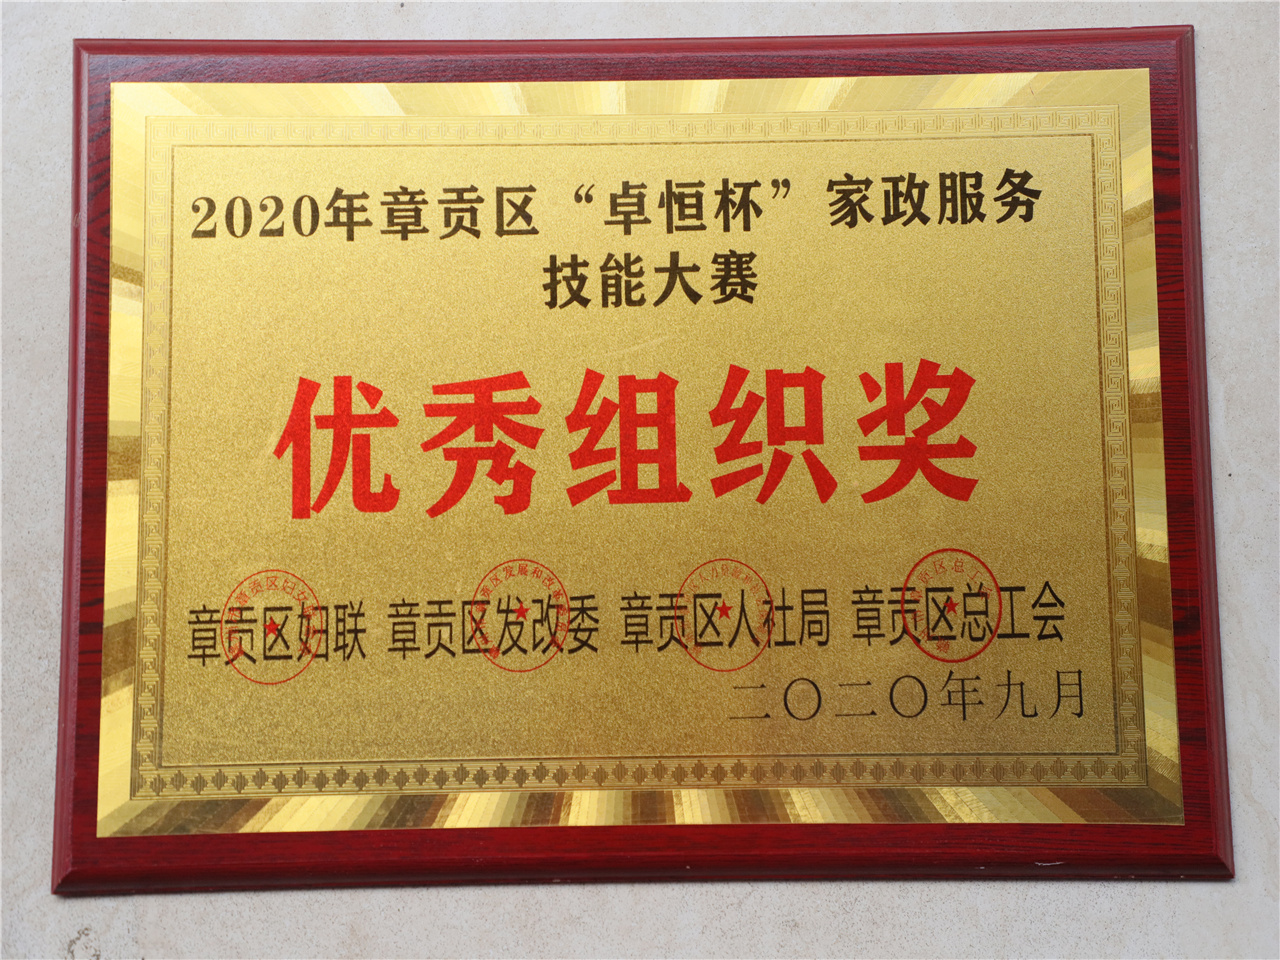 2020年章贡区“卓恒杯”家政服务
技能大赛
优秀组织奖
章贡区妇联 章贡区发改委 章贡区人社局 章贡区总工会
二〇二〇年九月